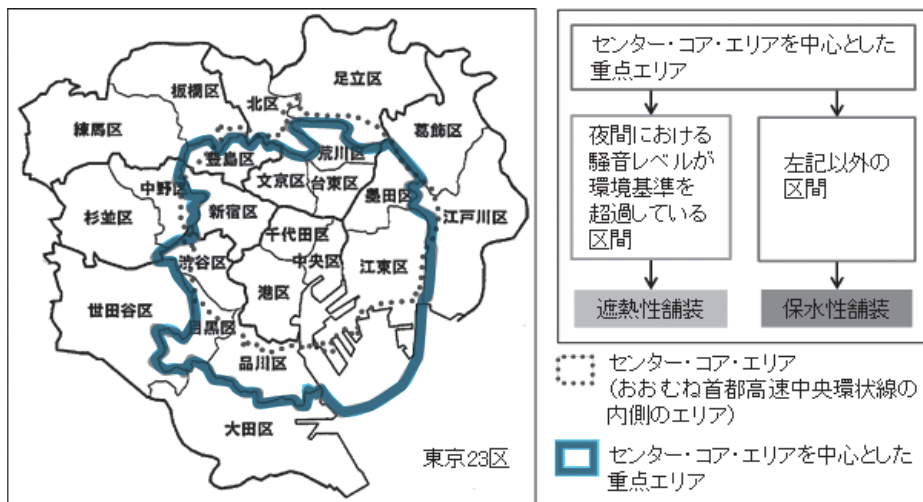 足立区
板橋区
北区
葛飾区
練馬区
荒川区
豊島区
文京区
台東区
中野区
墨田区
杉並区
新宿区
江戸川区
千代田区
渋谷区
中央区
江東区
世田谷区
港区
目黒区
品川区
大田区
東京23区
センター・コア・エリアを中心とした
重点エリア
夜間における
騒音レベルが
環境基準を
超過している
区間
左記以外の
区間
遮熱性舗装
保水性舗装
センター・コア・エリア
(おおむね首都高速中央環状線の
内側のエリア)
センター・コア・エリアを中心とした
重点エリア